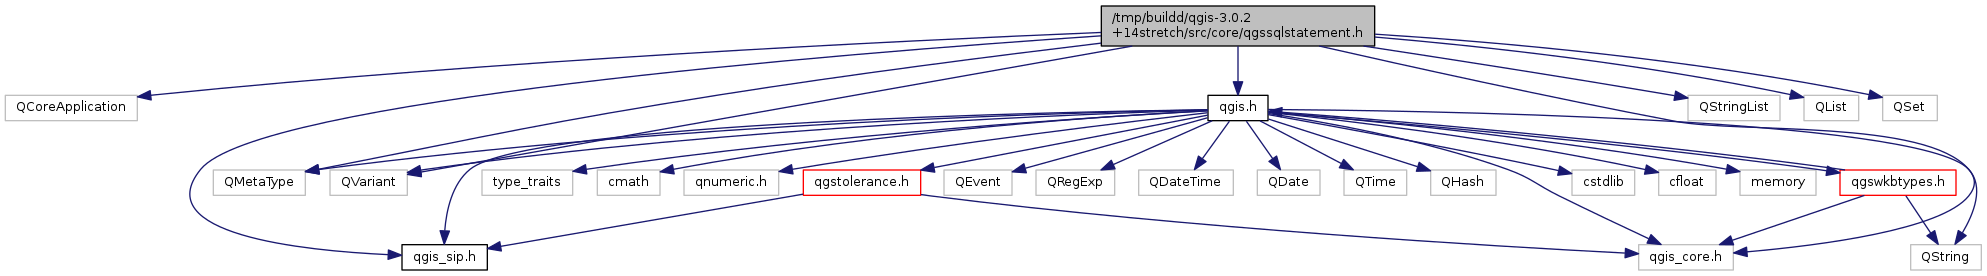 /tmp/buildd/qgis-3.0.2
+14stretch/src/core/qgssqlstatement.h
QCoreApplication
qgis.h
QStringList
QList
QSet
QMetaType
QVariant
type_traits
cmath
qnumeric.h
qgstolerance.h
QEvent
QRegExp
QDateTime
QDate
QTime
QHash
cstdlib
cfloat
memory
qgswkbtypes.h
qgis_sip.h
qgis_core.h
QString